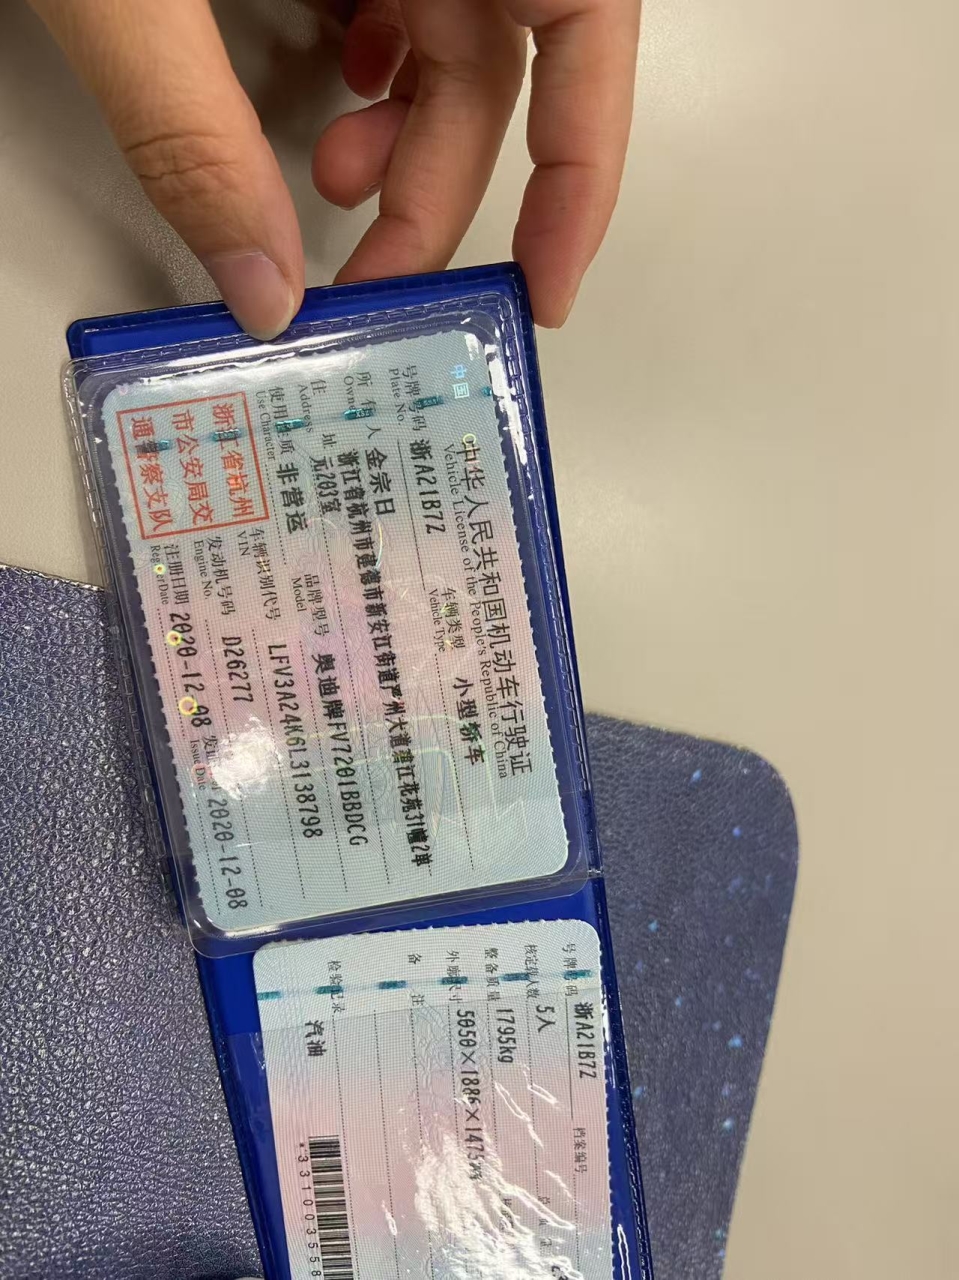 中国
中华人民共和国机动车行驶证
Vehicle License of the People's Republic of China
号牌号码 浙A21B7Z 车辆类型 小型轿车
Plate No. Vehicle Type
所有人 金宗日
Owner
住址 浙江省杭州市建德市新安江街道严州大道碧江花苑31幢2单
Address 元203室
使用性质 非营运 品牌型号 奥迪牌FV7201BBDCG
Use Character Model
浙江省杭州
市公安局交
通警察支队
车辆识别代号 LFV3A24K6L3138798
VIN
发动机号码 D26277
Engine No.
注册日期 2020-12-08 发证 2020-12-08
Register Date Issue Date
号牌号码 浙A21B7Z 档案编号
核定载人数 5人
整备质量 1795kg
外廓尺寸 5050×1886×1475
备注
检验记录 汽油
*331003558